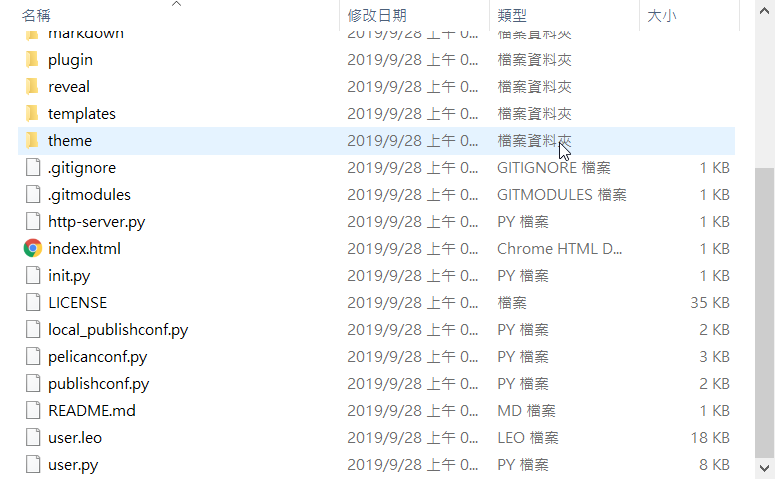 名稱 修改日期 類型 大小
markdown 2019/9/28 上午 0... 檔案資料夾
plugin 2019/9/28 上午 0... 檔案資料夾
reveal 2019/9/28 上午 0... 檔案資料夾
templates 2019/9/28 上午 0... 檔案資料夾
theme 2019/9/28 上午 0... 檔案資料夾
.gitignore 2019/9/28 上午 0... GITIGNORE 檔案 1 KB
.gitmodules 2019/9/28 上午 0... GITMODULES 檔案 1 KB
http-server.py 2019/9/28 上午 0... PY 檔案 1 KB
index.html 2019/9/28 上午 0... Chrome HTML D... 1 KB
init.py 2019/9/28 上午 0... PY 檔案 1 KB
LICENSE 2019/9/28 上午 0... 檔案 35 KB
local_publishconf.py 2019/9/28 上午 0... PY 檔案 2 KB
pelicanconf.py 2019/9/28 上午 0... PY 檔案 3 KB
publishconf.py 2019/9/28 上午 0... PY 檔案 2 KB
README.md 2019/9/28 上午 0... MD 檔案 1 KB
user.leo 2019/9/28 上午 0... LEO 檔案 18 KB
user.py 2019/9/28 上午 0... PY 檔案 8 KB